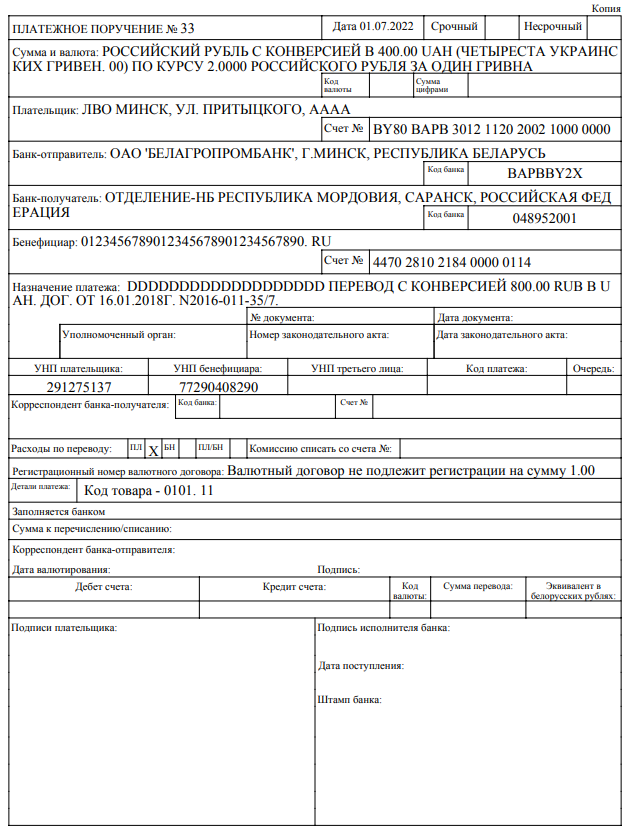 Копия
ПЛАТЕЖНОЕ ПОРУЧЕНИЕ № 33 Дата 01.07.2022 Срочный Несрочный
Сумма и валюта: РОССИЙСКИЙ РУБЛЬ С КОНВЕРСИЕЙ В 400.00 UAH (ЧЕТЫРЕСТА УКРАИНС
КИХ ГРИВЕН. 00) ПО КУРСУ 2.0000 РОССИЙСКОГО РУБЛЯ ЗА ОДИН ГРИВНА
Код валюты Сумма цифрами
Плательщик: ЛВО МИНСК, УЛ. ПРИТЫЦКОГО, АААА
Счет № BY80 BAPB 3012 1120 2002 1000 0000
Банк-отправитель: ОАО 'БЕЛАГРОПРОМБАНК', Г.МИНСК, РЕСПУБЛИКА БЕЛАРУСЬ
Код банка BAPBBY2X
Банк-получатель: ОТДЕЛЕНИЕ-НБ РЕСПУБЛИКА МОРДОВИЯ, САРАНСК, РОССИЙСКАЯ ФЕД
ЕРАЦИЯ
Код банка 048952001
Бенефициар: 0123456789012345678901234567890. RU
Счет № 4470 2810 2184 0000 0114
Назначение платежа: DDDDDDDDDDDDDDDDDDD ПЕРЕВОД С КОНВЕРСИЕЙ 800.00 RUB В U
AH. ДОГ. ОТ 16.01.2018Г. N2016-011-35/7.
№ документа: Дата документа:
Уполномоченный орган: Номер законодательного акта: Дата законодательного акта:
УНП плательщика: УНП бенефициара: УНП третьего лица: Код платежа: Очередь:
291275137 77290408290
Корреспондент банка-получателя: Код банка: Счет №
Расходы по переводу: ПЛ X БН ПЛ/БН Комиссию списать со счета №:
Регистрационный номер валютного договора: Валютный договор не подлежит регистрации на сумму 1.00
Детали платежа: Код товара - 0101. 11
Заполняется банком
Сумма к перечислению/списанию:
Корреспондент банка-отправителя:
Дата валютирования: Подпись:
Дебет счета: Кредит счета: Код валюты: Сумма перевода: Эквивалент в белорусских рублях:
Подписи плательщика: Подпись исполнителя банка:
Дата поступления:
Штамп банка: